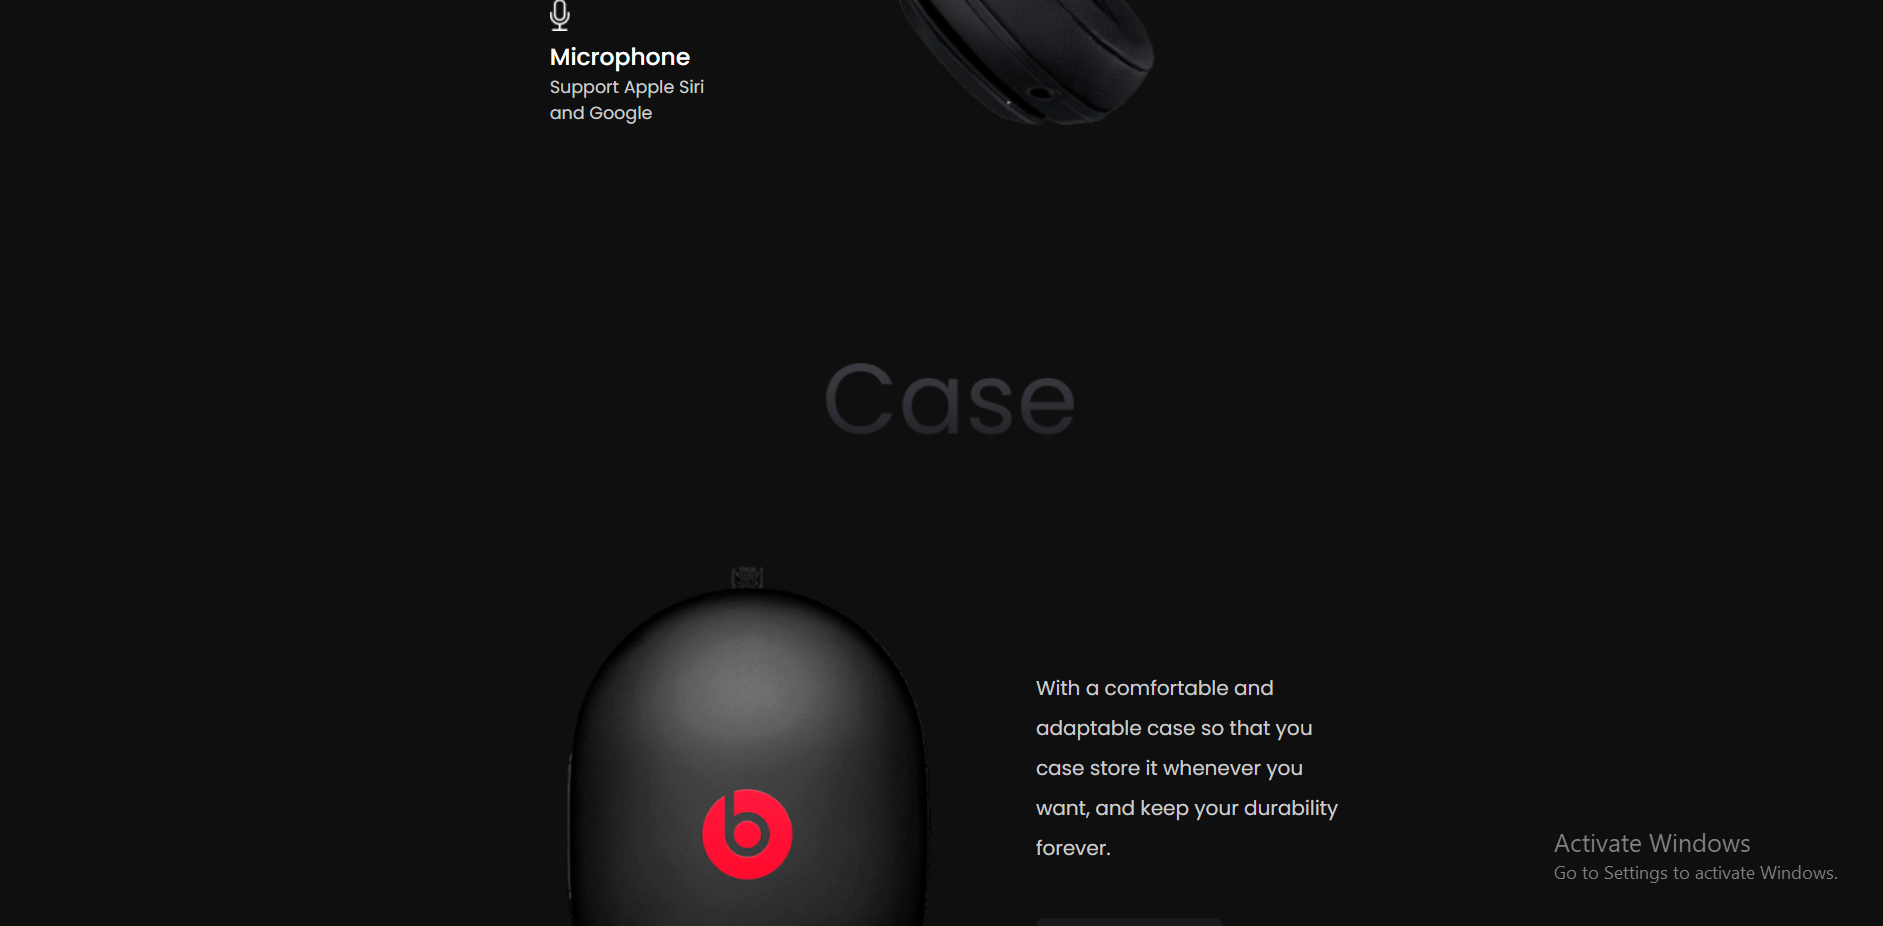 Microphone
Support Apple Siri
and Google
Case
With a comfortable and
adaptable case so that you
case store it whenever you
want, and keep your durability
forever.
Activate Windows
Go to Settings to activate Windows.